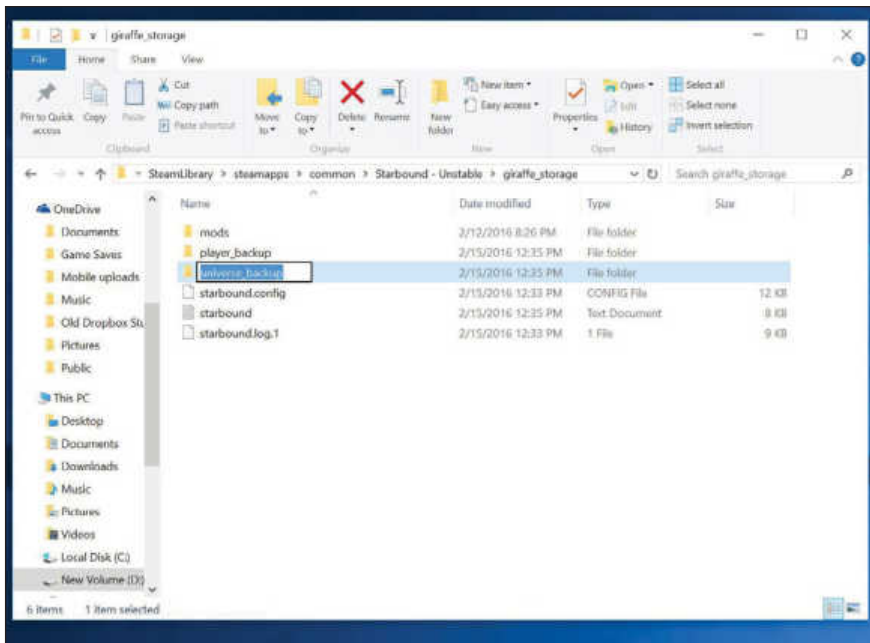 giraffe_storage
File Home Share View
Pin to Quick access
Copy
Paste
Cut
Copy path
Paste shortcut
Move to
Copy to
Delete
Rename
New folder
New item
Easy access
Properties
Open
Edit
History
Select all
Select none
Invert selection
Clipboard Organize New Open Select
SteamLibrary > steamapps > common > Starbound - Unstable > giraffe_storage
Search giraffe_storage
Name Date modified Type Size
OneDrive
Documents
Game Saves
Mobile uploads
Music
Old Dropbox Stu
Pictures
Public
This PC
Desktop
Documents
Downloads
Music
Pictures
Videos
Local Disk (C:)
New Volume (D:)
mods 2/12/2016 8:26 PM File folder
player_backup 2/15/2016 12:35 PM File folder
universe_backup 2/15/2016 12:35 PM File folder
starbound.config 2/15/2016 12:33 PM CONFIG File 12 KB
starbound 2/15/2016 12:35 PM Text Document 8 KB
starbound.log.1 2/15/2016 12:33 PM 1 File 9 KB
6 items 1 item selected